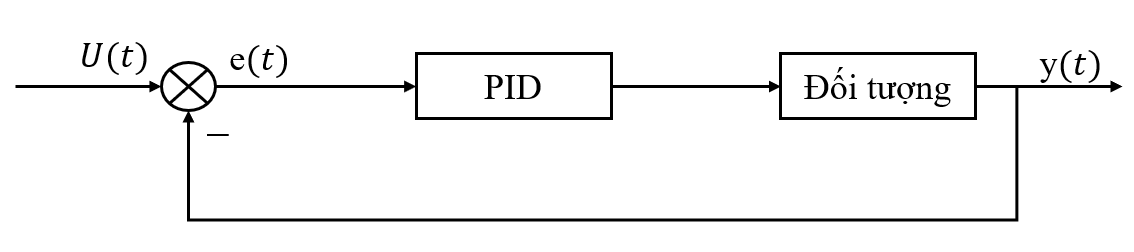 U(t)
e(t)
PID
Đối tượng
y(t)
−